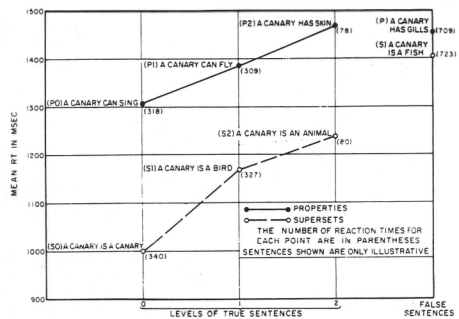 1500
1400
1300
1200
1100
1000
900
MEAN RT IN MSEC
(P2) A CANARY HAS SKIN
(78)
(P) A CANARY
HAS GILLS
(709)
(S) A CANARY
IS A FISH
(723)
(P1) A CANARY CAN FLY
(309)
(P0) A CANARY CAN SING
(318)
(S2) A CANARY IS AN ANIMAL
(20)
(S1) A CANARY IS A BIRD
(327)
(S0) A CANARY IS A CANARY
(340)
PROPERTIES
SUPERSETS
THE NUMBER OF REACTION TIMES FOR
EACH POINT ARE IN PARENTHESES
SENTENCES SHOWN ARE ONLY ILLUSTRATIVE
0 1 2
LEVELS OF TRUE SENTENCES
FALSE
SENTENCES